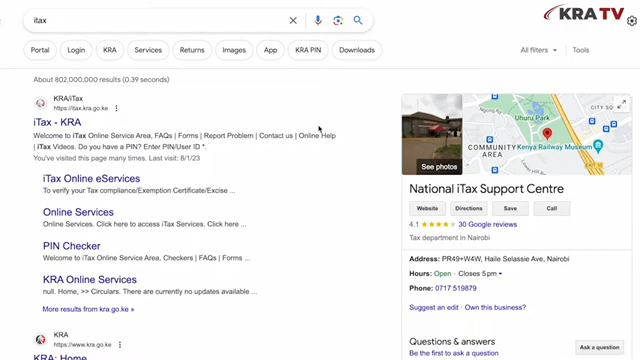 KRA TV
itax
Portal
Login
KRA
Services
Returns
Images
App
KRA PIN
Downloads
All filters
Tools
About 802,000,000 results (0.39 seconds)
KRA/iTax
https://itax.kra.go.ke
iTax - KRA
Welcome to iTax Online Service Area, FAQs | Forms | Report Problem | Contact us | Online Help
| iTax Videos. Do you have a PIN? Enter PIN/User ID *.
You've visited this page many times. Last visit: 8/1/23
iTax Online eServices
To verify your Tax compliance/Exemption Certificate/Excise ...
Online Services
Online Services. Click here to access iTax Services. Click here ...
PIN Checker
Welcome to iTax Online Service Area, Checkers | FAQs | Forms ...
KRA Online Services
null. Home, >> Circulars. There are currently no updates available ...
More results from kra.go.ke »
KRA
https://www.kra.go.ke
KRA: Home
See photos
Uhuru Park
CITY SQ
COMMUNITY
AREA
Kenya Railway Museum
National iTax Support Centre
Website
Directions
Save
Call
4.1
30 Google reviews
Tax department in Nairobi
Address: PR49+W4W, Haile Selassie Ave, Nairobi
Hours: Open · Closes 5 pm
Phone: 0717 519879
Suggest an edit · Own this business?
Questions & answers
Be the first to ask a question
Ask a question